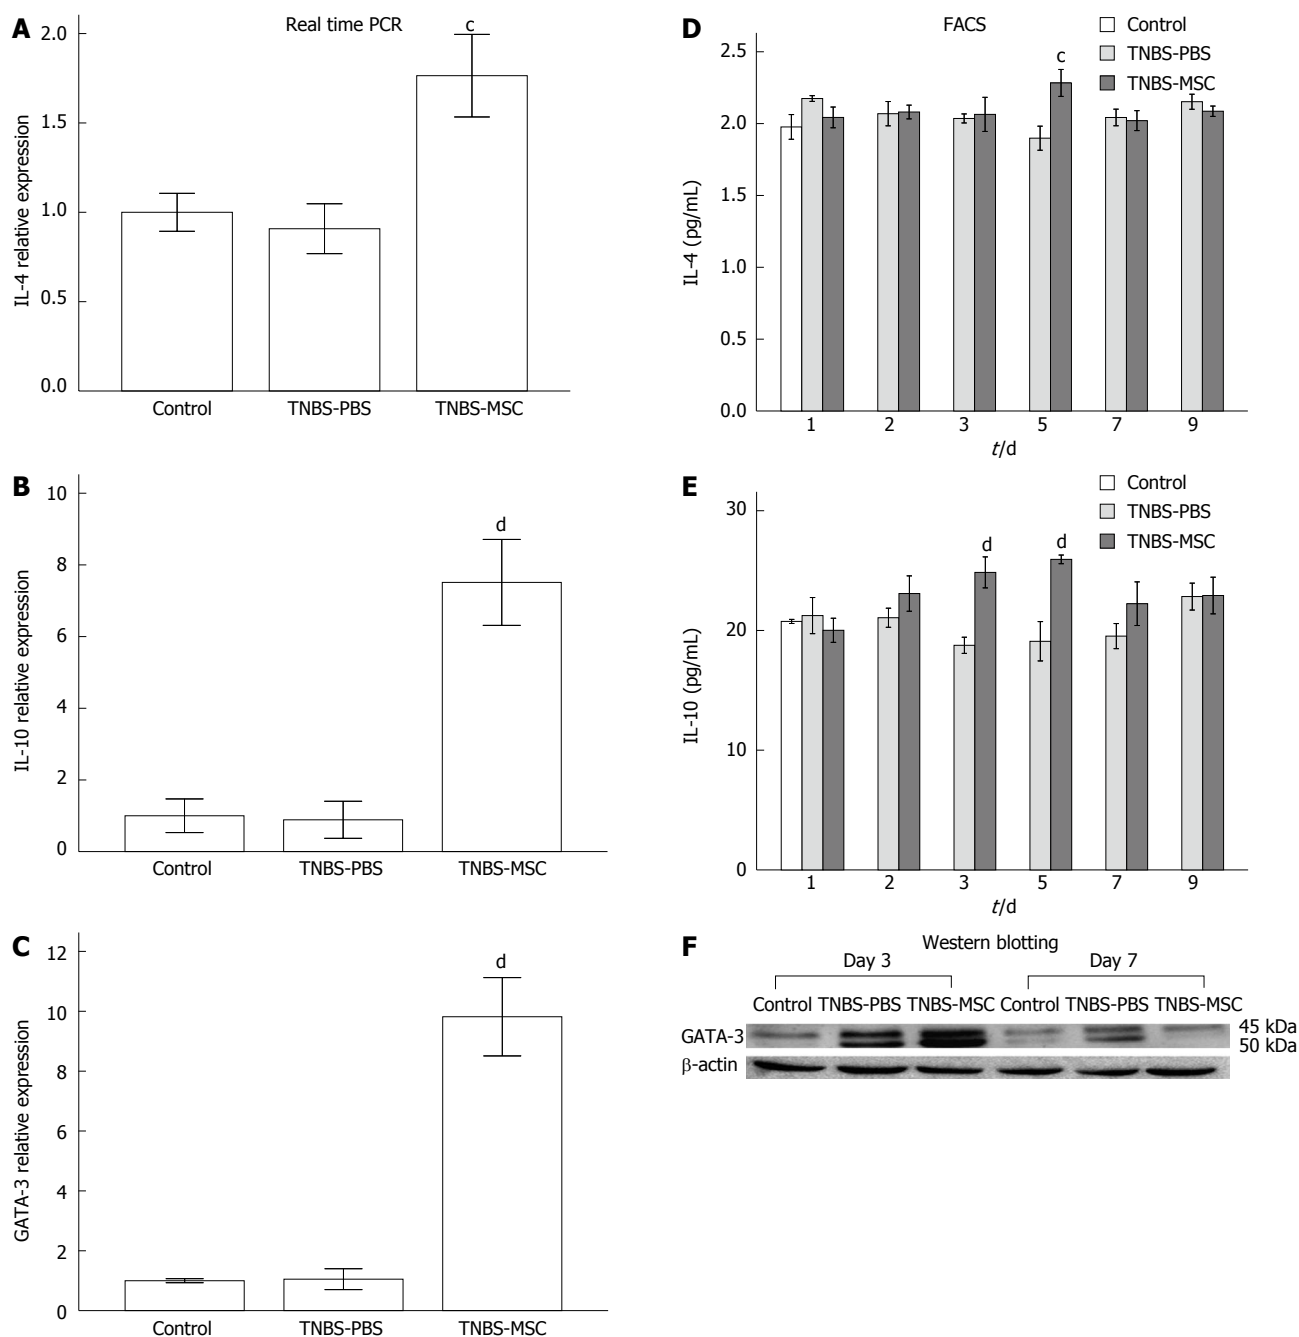 A
Real time PCR
c
2.0
1.5
1.0
0.5
0.0
IL-4 relative expression
Control TNBS-PBS TNBS-MSC
B
d
10
8
6
4
2
0
IL-10 relative expression
Control TNBS-PBS TNBS-MSC
C
d
12
10
8
6
4
2
0
GATA-3 relative expression
Control TNBS-PBS TNBS-MSC
D
FACS
Control
TNBS-PBS
TNBS-MSC
c
2.5
2.0
1.5
1.0
0.5
0.0
IL-4 (pg/mL)
1 2 3 5 7 9
t/d
E
Control
TNBS-PBS
TNBS-MSC
d d
30
20
10
0
IL-10 (pg/mL)
1 2 3 5 7 9
t/d
F
Western blotting
Day 3 Day 7
Control TNBS-PBS TNBS-MSC Control TNBS-PBS TNBS-MSC
GATA-3
45 kDa
50 kDa
β-actin